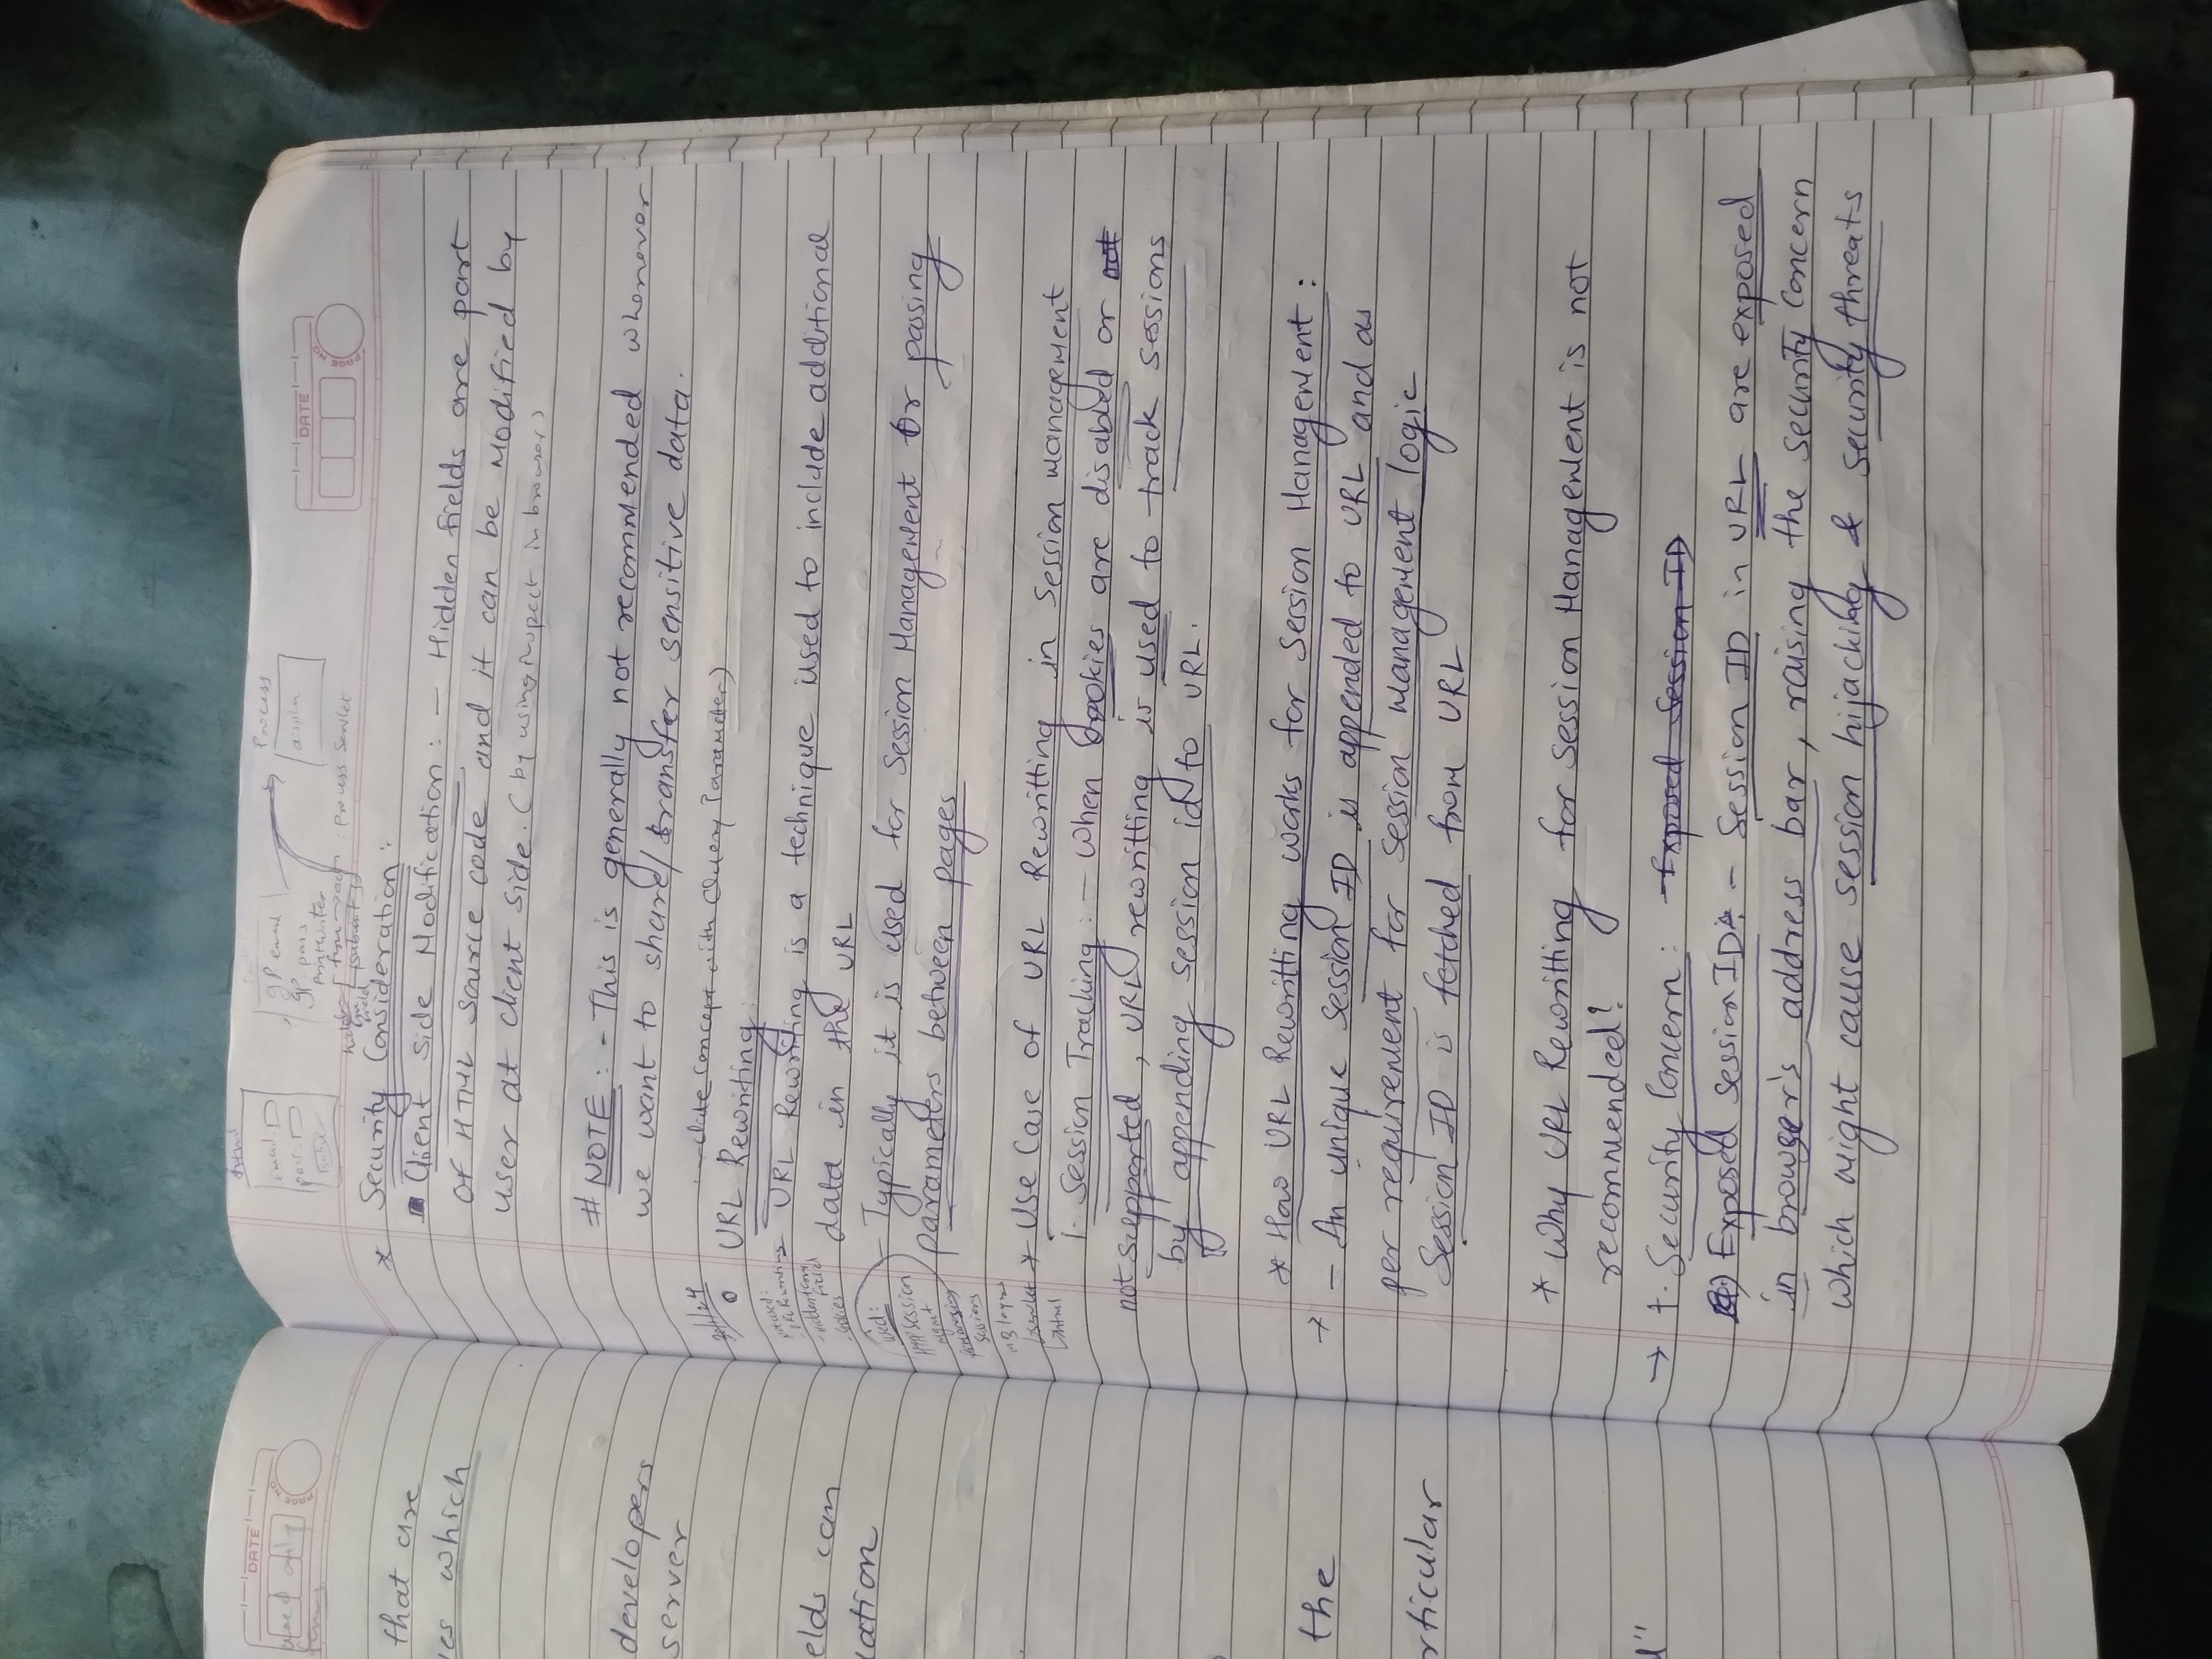 that are
ies which
developers
server
elds can
ation
the
rticular
DATE
PAGE NO
used only
html
email:
pass:
gp. email
gp. pass
printwriter
form → actn : Process Servlet
(submit)
hidden
field
Process
display
DATE
PAGE NO
* Security Consideration :
Client Side Modification : - Hidden fields are part
of HTML source code and it can be Modified by
user at client side. (by using inspect in browser)
# NOTE : - This is generally not recommended whenever
we want to share/transfer sensitive data.
30/1/24
Concept with Query Parameter)
URL Rewriting
- URL Rewriting is a technique used to include additional
data in the URL
- Typically it is used for Session Management or passing
parameters between pages
not used:
- URL Rewriting
- hidden form
field
- Cookies
used:
HTTP Session
mgmt
sessions
servlet
html
* Use Case of URL Rewritting in Session management
i. Session Tracking : - When Cookies are disabled or not
not supported, URL rewritting is used to track sessions
by appending session id to URL.
* How URL Rewritting works for Session Management :
→ - An unique Session ID is appended to URL and as
per requirement for session management logic
Session ID is fetched from URL
* Why URL Rewritting for Session Management is not
recommended?
→ 1. Security Concern : Exposed Session ID
a) Exposed Session ID : - Session ID in URL are exposed
in browser's address bar, raising the security Concern
which might cause session hijacking & security threats